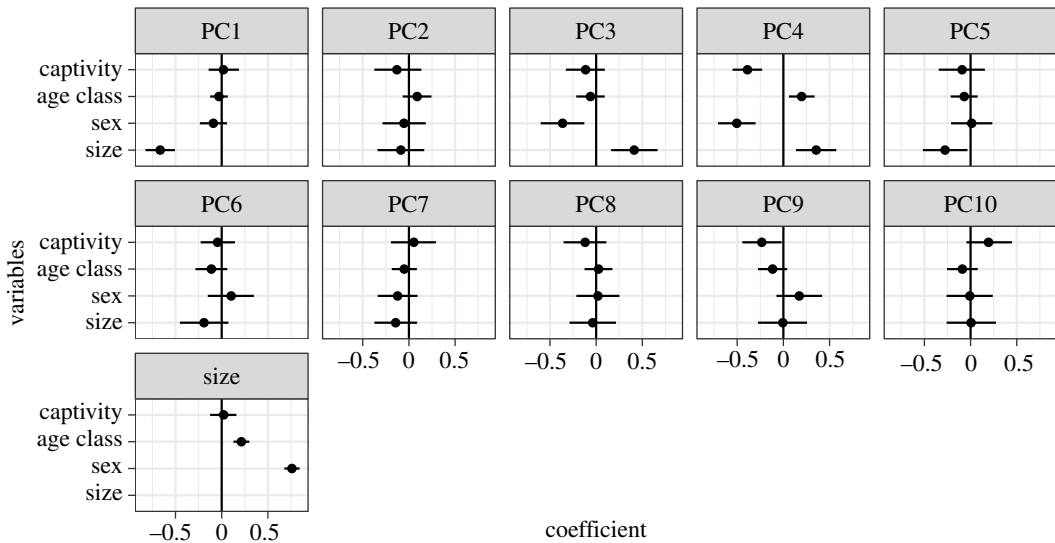 PC1 PC2 PC3 PC4 PC5
captivity
age class
sex
size
PC6 PC7 PC8 PC9 PC10
captivity
age class
sex
size
–0.5 0 0.5 –0.5 0 0.5 –0.5 0 0.5 –0.5 0 0.5
size
captivity
age class
sex
size
–0.5 0 0.5
variables
coefficient